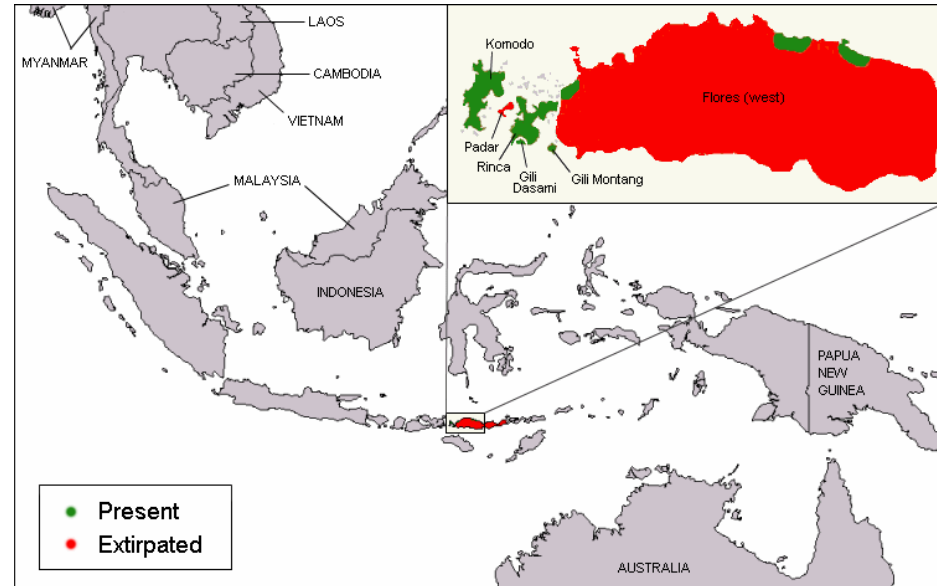 LAOS
MYANMAR
CAMBODIA
VIETNAM
MALAYSIA
INDONESIA
PAPUA
NEW
GUINEA
AUSTRALIA
Komodo
Flores (west)
Padar
Rinca
Gili
Dasami
Gili Montang
Present
Extirpated